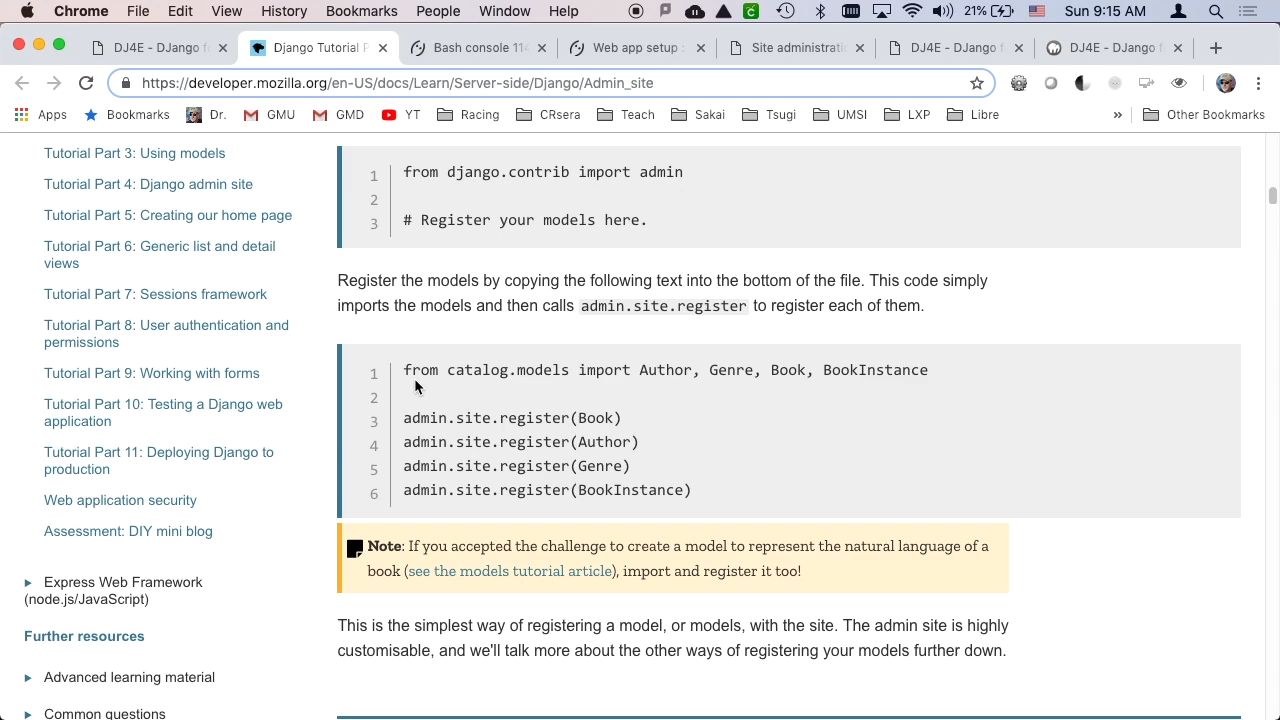 Chrome File Edit View History Bookmarks People Window Help 21% Sun 9:15 AM
DJ4E - DJango f
Django Tutorial P
Bash console 114
Web app setup :
Site administratio
DJ4E - DJango f
DJ4E - DJango f
https://developer.mozilla.org/en-US/docs/Learn/Server-side/Django/Admin_site
Apps Bookmarks Dr. GMU GMD YT Racing CRsera Teach Sakai Tsugi UMSI LXP Libre » Other Bookmarks
Tutorial Part 3: Using models
Tutorial Part 4: Django admin site
Tutorial Part 5: Creating our home page
Tutorial Part 6: Generic list and detail
views
Tutorial Part 7: Sessions framework
Tutorial Part 8: User authentication and
permissions
Tutorial Part 9: Working with forms
Tutorial Part 10: Testing a Django web
application
Tutorial Part 11: Deploying Django to
production
Web application security
Assessment: DIY mini blog
Express Web Framework
(node.js/JavaScript)
Further resources
Advanced learning material
Common questions
1 from django.contrib import admin
2
3 # Register your models here.
Register the models by copying the following text into the bottom of the file. This code simply
imports the models and then calls admin.site.register to register each of them.
1 from catalog.models import Author, Genre, Book, BookInstance
2
3 admin.site.register(Book)
4 admin.site.register(Author)
5 admin.site.register(Genre)
6 admin.site.register(BookInstance)
Note: If you accepted the challenge to create a model to represent the natural language of a
book (see the models tutorial article), import and register it too!
This is the simplest way of registering a model, or models, with the site. The admin site is highly
customisable, and we'll talk more about the other ways of registering your models further down.